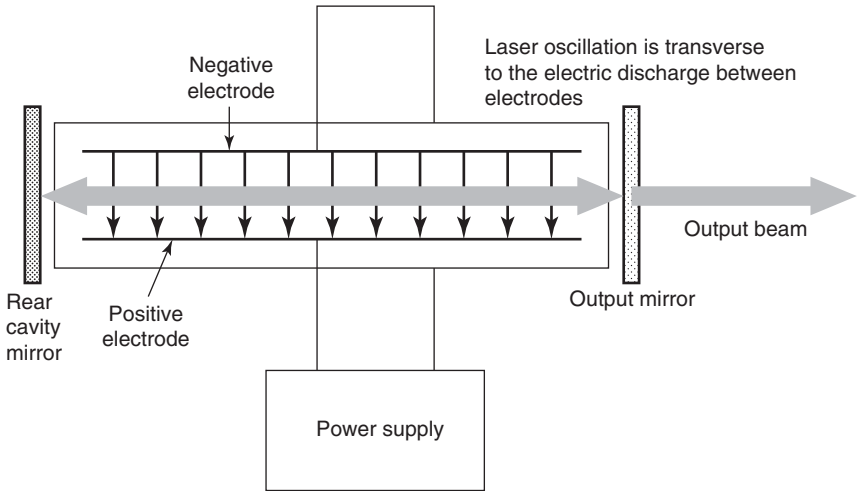 Laser oscillation is transverse
to the electric discharge between
electrodes
Negative
electrode
Output beam
Rear
cavity
mirror
Positive
electrode
Output mirror
Power supply